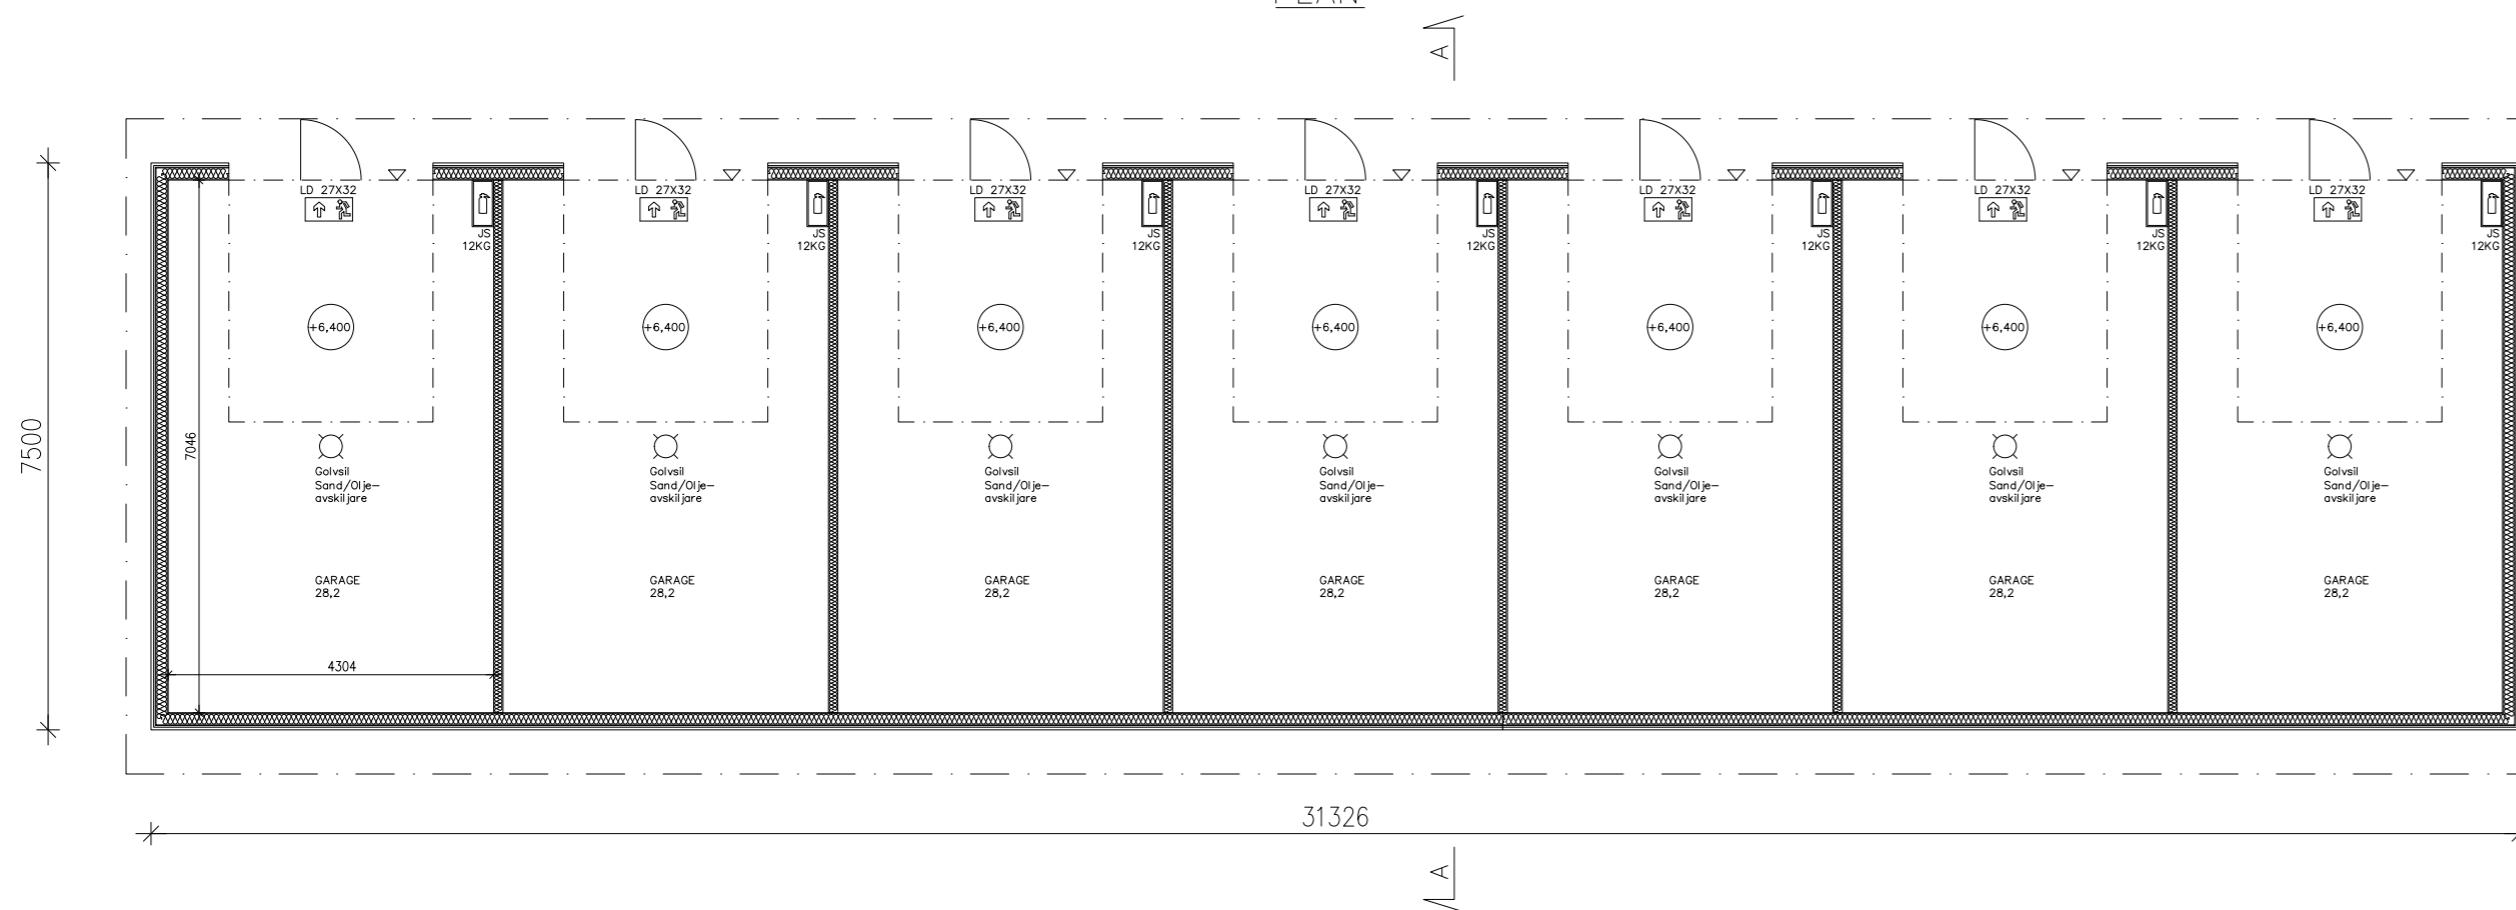 PLAN
A
LD 27X32
LD 27X32
LD 27X32
LD 27X32
LD 27X32
LD 27X32
LD 27X32
JS
12KG
JS
12KG
JS
12KG
JS
12KG
JS
12KG
JS
12KG
JS
12KG
+6,400
+6,400
+6,400
+6,400
+6,400
+6,400
+6,400
7500
7046
Golvsil
Sand/Olje-
avskiljare
Golvsil
Sand/Olje-
avskiljare
Golvsil
Sand/Olje-
avskiljare
Golvsil
Sand/Olje-
avskiljare
Golvsil
Sand/Olje-
avskiljare
Golvsil
Sand/Olje-
avskiljare
Golvsil
Sand/Olje-
avskiljare
GARAGE
28,2
GARAGE
28,2
GARAGE
28,2
GARAGE
28,2
GARAGE
28,2
GARAGE
28,2
GARAGE
28,2
4304
31326
A